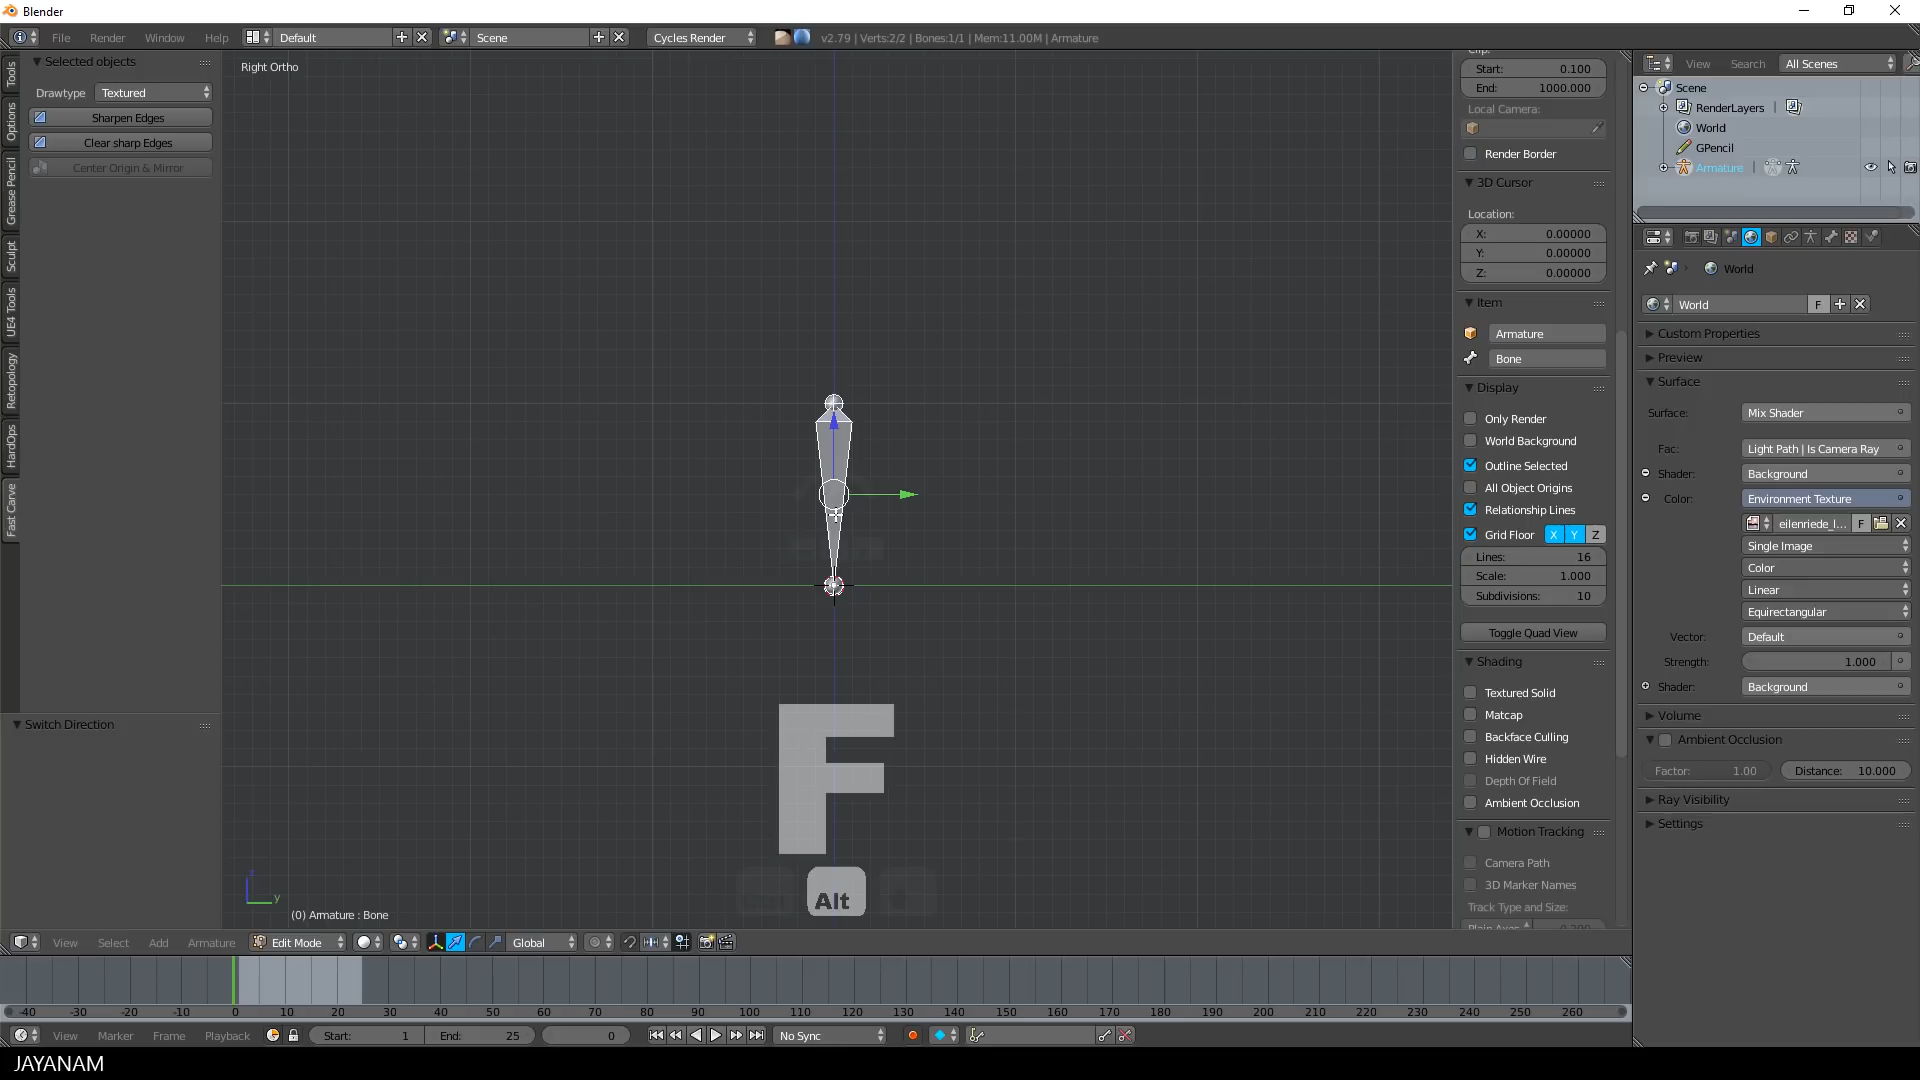 Blender
File Render Window Help Default Scene Cycles Render v2.79 | Verts:2/2 | Bones:1/1 | Mem:11.00M | Armature
Tools
Options
Grease Pencil
Sculpt
UE4 Tools
Retopology
HardOps
Fast Carve
Selected objects
Drawtype Textured
Sharpen Edges
Clear sharp Edges
Center Origin & Mirror
Switch Direction
Right Ortho
F
Alt
y
(0) Armature : Bone
Start: 0.100
End: 1000.000
Local Camera:
Render Border
3D Cursor
Location:
X: 0.00000
Y: 0.00000
Z: 0.00000
Item
Armature
Bone
Display
Only Render
World Background
Outline Selected
All Object Origins
Relationship Lines
Grid Floor X Y Z
Lines: 16
Scale: 1.000
Subdivisions: 10
Toggle Quad View
Shading
Textured Solid
Matcap
Backface Culling
Hidden Wire
Depth Of Field
Ambient Occlusion
Motion Tracking
Camera Path
3D Marker Names
Track Type and Size:
View Search All Scenes
Scene
RenderLayers
World
GPencil
Armature
World
World F
Custom Properties
Preview
Surface
Surface: Mix Shader
Fac: Light Path | Is Camera Ray
Shader: Background
Color: Environment Texture
eilenriede_l... F
Single Image
Color
Linear
Equirectangular
Vector: Default
Strength: 1.000
Shader: Background
Volume
Ambient Occlusion
Factor: 1.00 Distance: 10.000
Ray Visibility
Settings
View Select Add Armature Edit Mode Global
-40 -30 -20 -10 0 10 20 30 40 50 60 70 80 90 100 110 120 130 140 150 160 170 180 190 200 210 220 230 240 250 260
View Marker Frame Playback Start: 1 End: 25 0 No Sync
JAYANAM